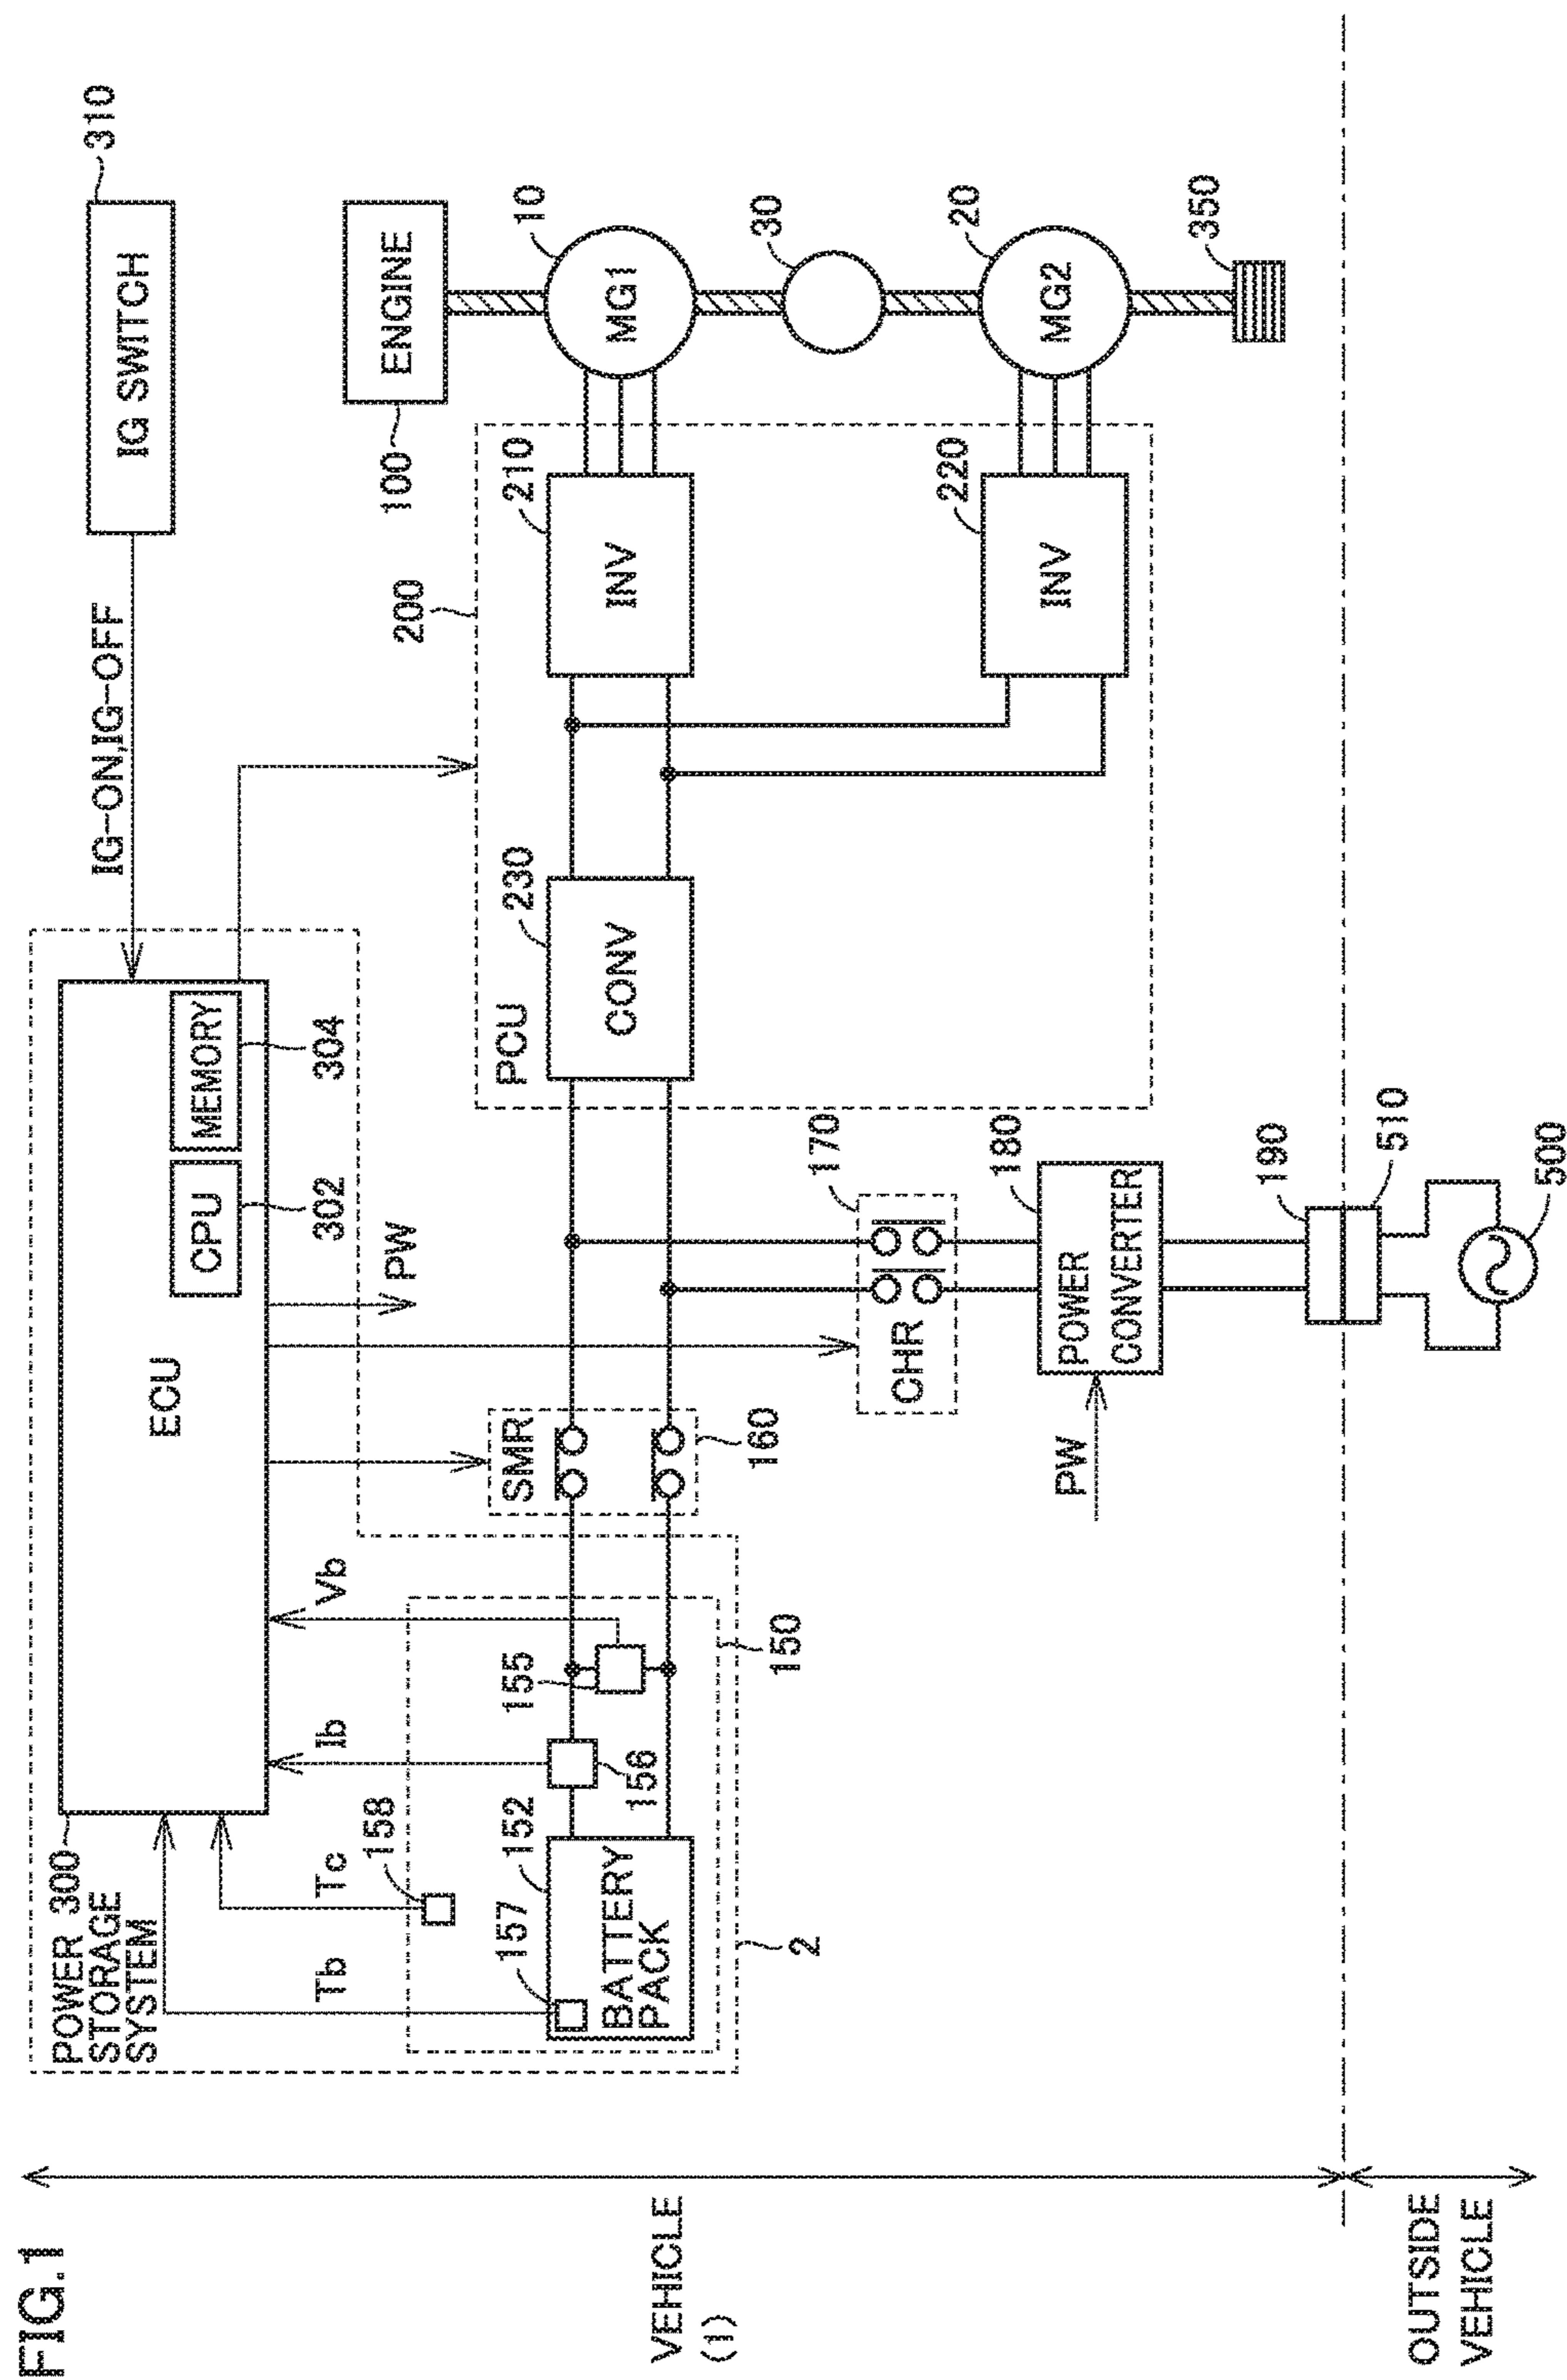 FIG.1
POWER
STORAGE
SYSTEM
300
ECU
CPU
302
MEMORY
304
IG-ON,IG-OFF
IG SWITCH
310
Tb
Tc
Ib
Vb
PW
158
157
152
BATTERY
PACK
156
155
150
2
SMR
160
PCU
200
230
CONV
210
INV
220
INV
100
ENGINE
10
MG1
30
20
MG2
350
170
CHR
180
POWER
CONVERTER
PW
190
510
500
VEHICLE
(1)
OUTSIDE
VEHICLE